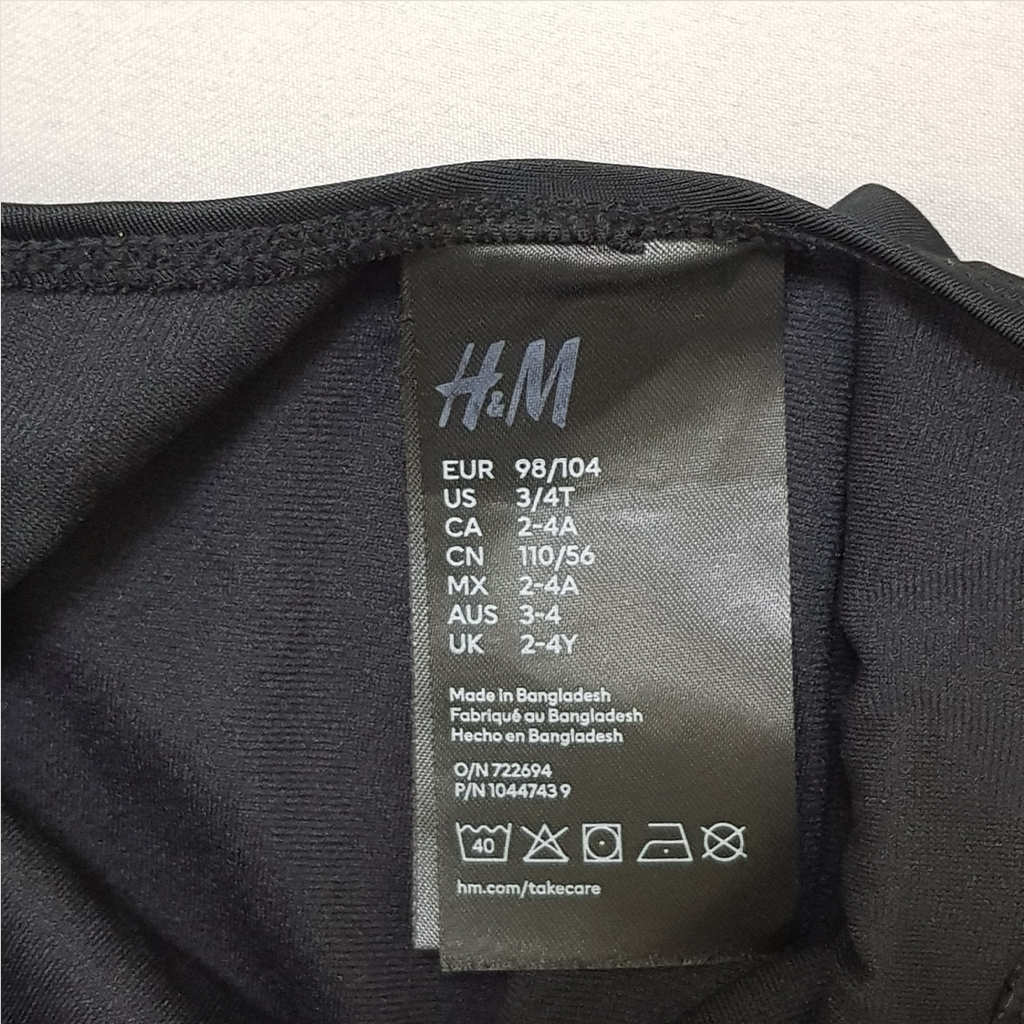 H&M
EUR 98/104
US 3/4T
CA 2-4A
CN 110/56
MX 2-4A
AUS 3-4
UK 2-4Y
Made in Bangladesh
Fabriqué au Bangladesh
Hecho en Bangladesh
O/N 722694
P/N 1044743 9
40
hm.com/takecare